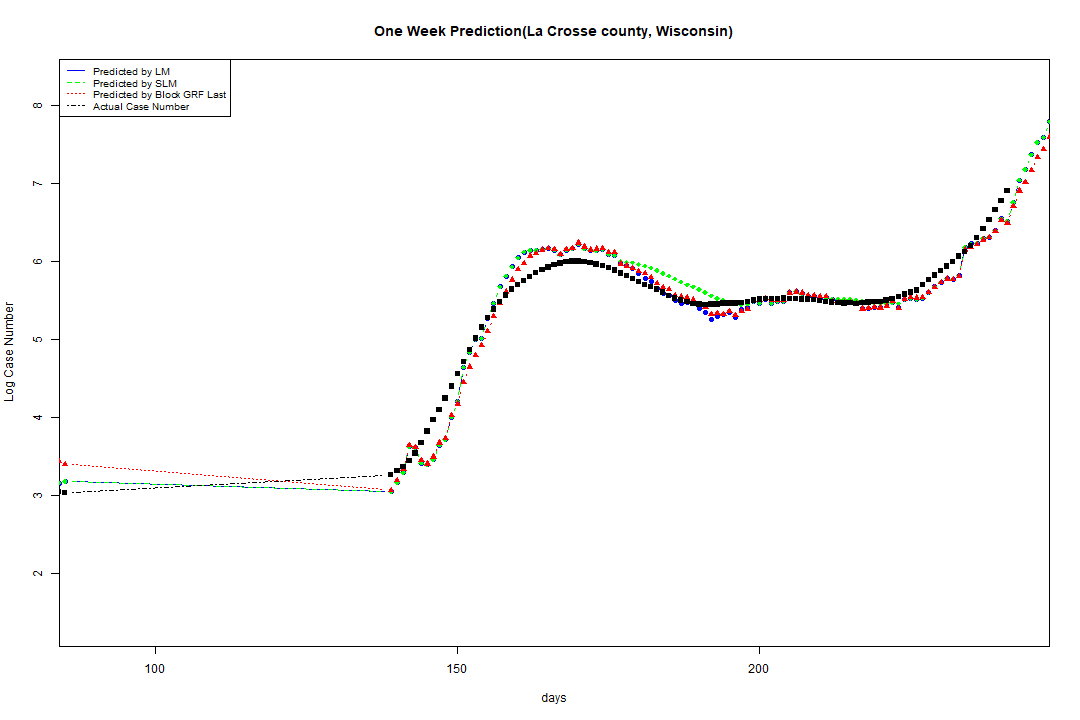 One Week Prediction(La Crosse county, Wisconsin)
Predicted by LM
Predicted by SLM
Predicted by Block GRF Last
Actual Case Number
8
7
6
5
4
3
2
Log Case Number
100 150 200
days